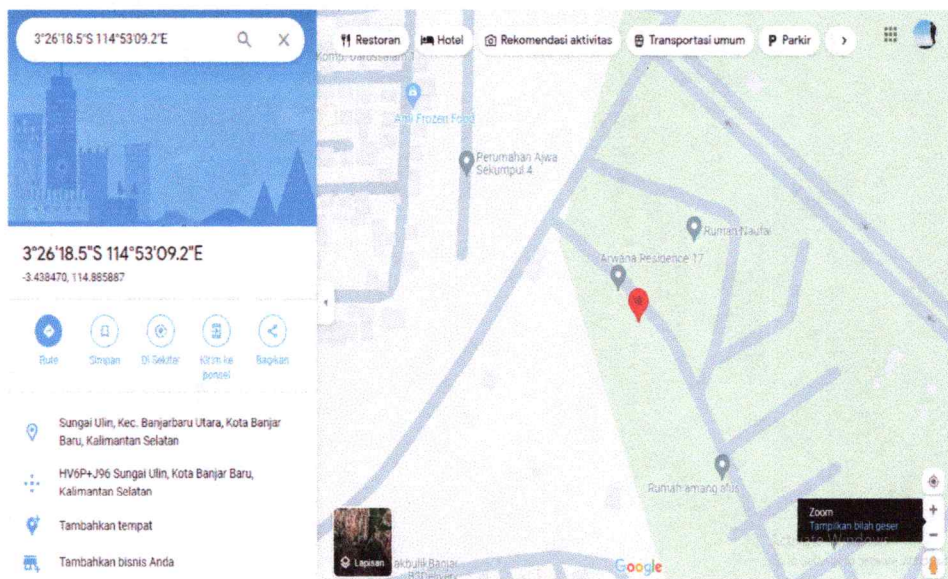 3°26'18.5"S 114°53'09.2"E
Restoran
Hotel
Rekomendasi aktivitas
Transportasi umum
P Parkir
Komp. Darussalam 1
Frozen Food
Perumahan Ajwa
Sekumpul 4
Rumah Naufal
Arwana Residence 17
3°26'18.5"S 114°53'09.2"E
-3.438470, 114.885887
Rute
Simpan
Di Sekitar
Kirim ke
ponsel
Bagikan
Sungai Ulin, Kec. Banjarbaru Utara, Kota Banjar
Baru, Kalimantan Selatan
HV6P+J96 Sungai Ulin, Kota Banjar Baru,
Kalimantan Selatan
Tambahkan tempat
Tambahkan bisnis Anda
Rumah amang
Zoom
Tampilkan bilah geser
Windows
Lapisan
Google